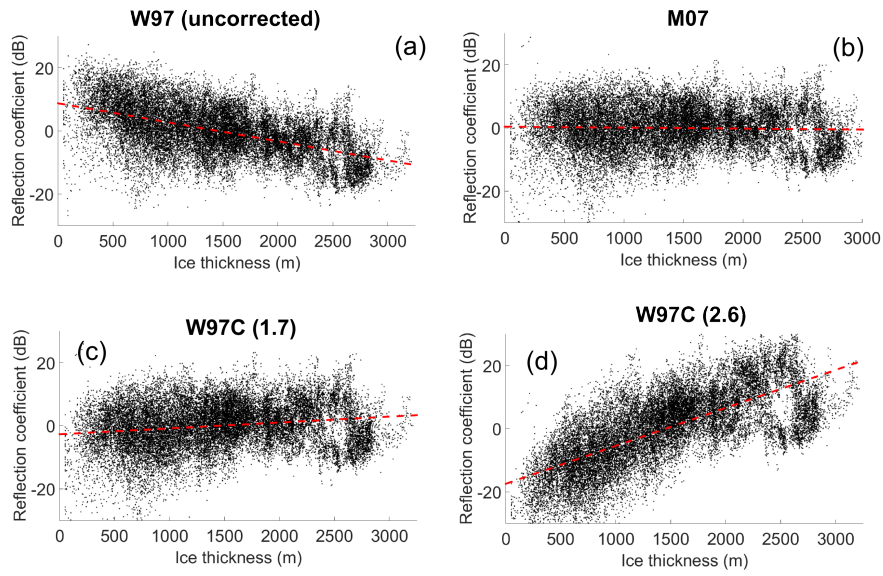 W97 (uncorrected)
(a)
Reflection coefficient (dB)
20
0
-20
0 500 1000 1500 2000 2500 3000
Ice thickness (m)
M07
(b)
Reflection coefficient (dB)
20
0
-20
0 500 1000 1500 2000 2500 3000
Ice thickness (m)
W97C (1.7)
(c)
Reflection coefficient (dB)
20
0
-20
0 500 1000 1500 2000 2500 3000
Ice thickness (m)
W97C (2.6)
(d)
Reflection coefficient (dB)
20
0
-20
0 500 1000 1500 2000 2500 3000
Ice thickness (m)